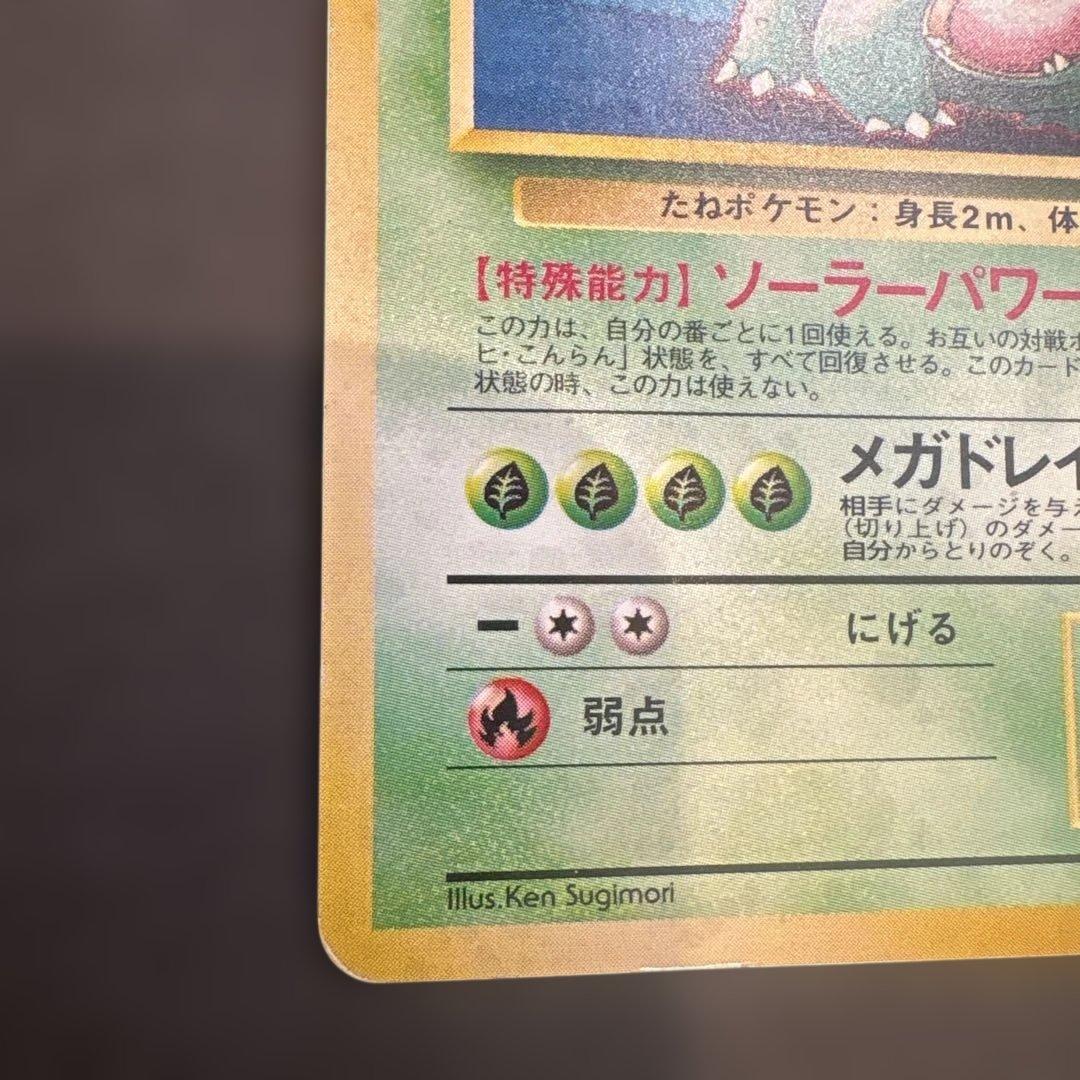 たねポケモン：身長2m、体
【特殊能力】ソーラーパワー
この力は、自分の番ごとに1回使える。お互いの対戦ポ
ヒ・こんらん」状態を、すべて回復させる。このカード
状態の時、この力は使えない。
メガドレイ
相手にダメージを与え
（切り上げ）のダメー
自分からとりのぞく。
にげる
弱点
Illus.Ken Sugimori